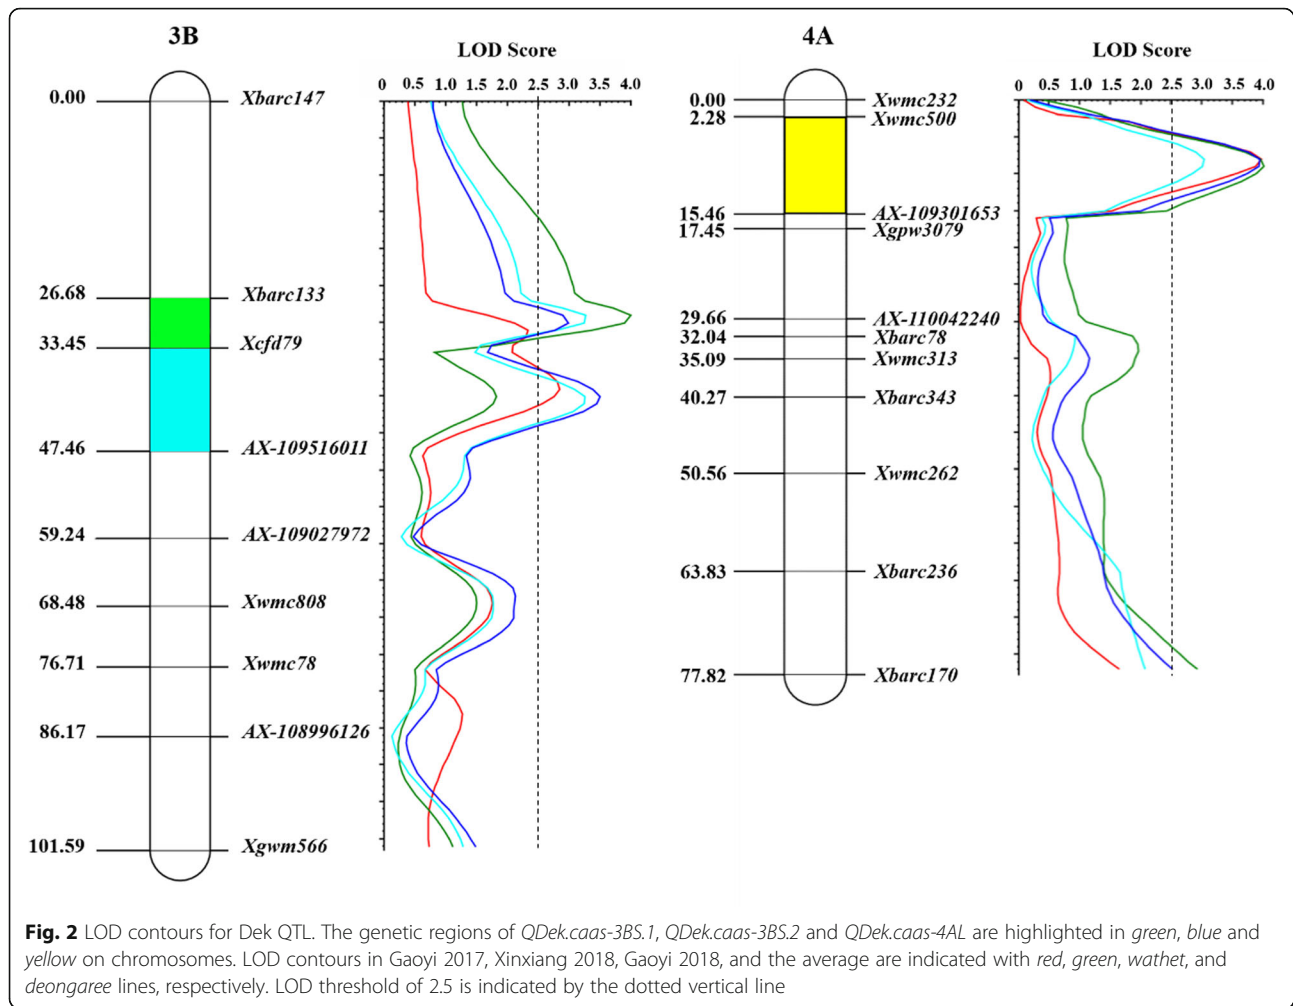 3B
LOD Score
0 0.5 1.0 1.5 2.0 2.5 3.0 3.5 4.0
0.00 Xbarc147
26.68 Xbarc133
33.45 Xcfd79
47.46 AX-109516011
59.24 AX-109027972
68.48 Xwmc808
76.71 Xwmc78
86.17 AX-108996126
101.59 Xgwm566
4A
LOD Score
0 0.5 1.0 1.5 2.0 2.5 3.0 3.5 4.0
0.00 Xwmc232
2.28 Xwmc500
15.46 AX-109301653
17.45 Xgpw3079
29.66 AX-110042240
32.04 Xbarc78
35.09 Xwmc313
40.27 Xbarc343
50.56 Xwmc262
63.83 Xbarc236
77.82 Xbarc170
Fig. 2 LOD contours for Dek QTL. The genetic regions of QDek.caas-3BS.1, QDek.caas-3BS.2 and QDek.caas-4AL are highlighted in green, blue and
yellow on chromosomes. LOD contours in Gaoyi 2017, Xinxiang 2018, Gaoyi 2018, and the average are indicated with red, green, wathet, and
deongaree lines, respectively. LOD threshold of 2.5 is indicated by the dotted vertical line